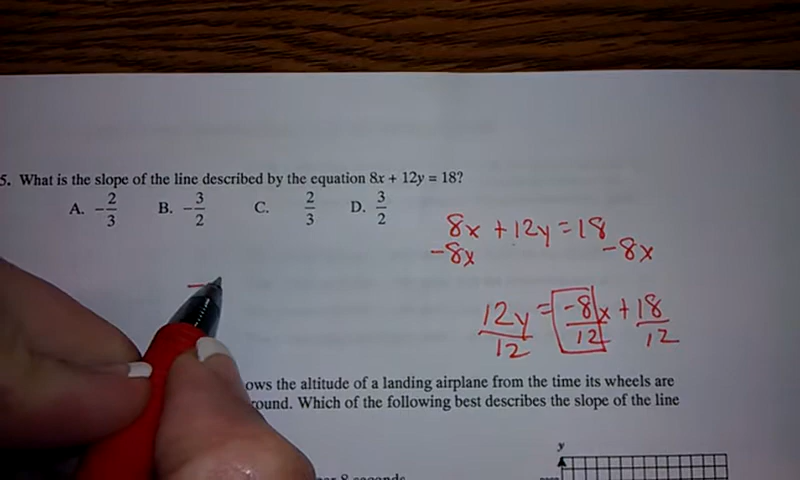 5. What is the slope of the line described by the equation 8x + 12y = 18?
A. -2/3 B. -3/2 C. 2/3 D. 3/2
8x + 12y = 18
-8x -8x
12y/12 = -8/12 x + 18/12
ows the altitude of a landing airplane from the time its wheels are
round. Which of the following best describes the slope of the line
y